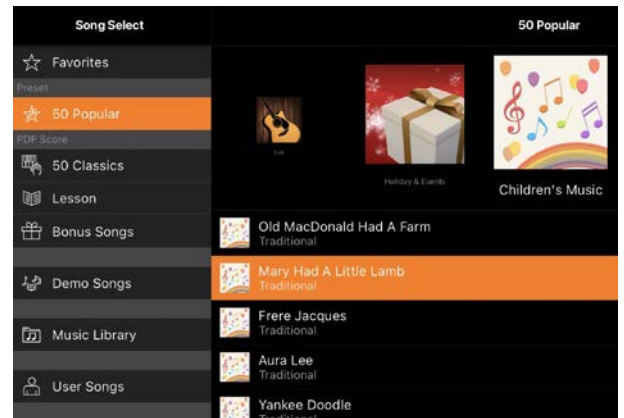 Song Select
50 Popular
Favorites
Preset
50 Popular
PDF Score
50 Classics
Lesson
Bonus Songs
Demo Songs
Music Library
User Songs
Folk
Holiday & Events
Children's Music
Old MacDonald Had A Farm
Traditional
Mary Had A Little Lamb
Traditional
Frere Jacques
Traditional
Aura Lee
Traditional
Yankee Doodle
Traditional